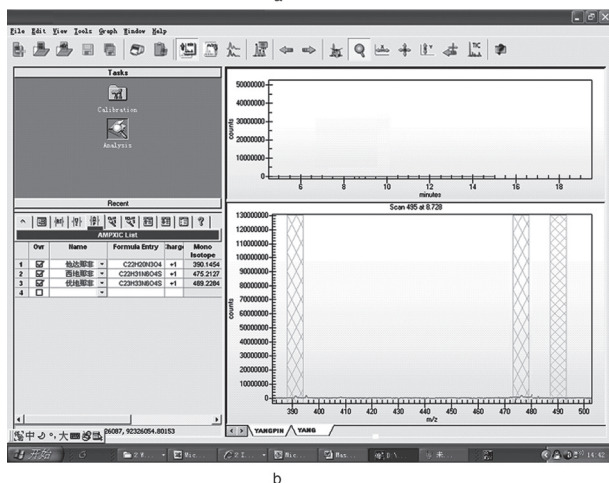 File Edit View Tools Graph Window Help
Tasks
Calibration
Analysis
Recent
AMPXIC List
Ovr Name Formula Entry Charge Mono Isotope
1 他达那非 C22H20N3O4 +1 390.1454
2 西地那非 C22H31N6O4S +1 475.2127
3 伐地那非 C23H33N6O4S +1 489.2284
4
50000000
40000000
30000000
20000000
10000000
0
counts
6 8 10 12 14 16 18
minutes
Scan 495 at 8.728
130000000
120000000
110000000
100000000
90000000
80000000
70000000
60000000
50000000
40000000
30000000
20000000
10000000
0
counts
390 400 410 420 430 440 450 460 470 480 490 500
m/z
YANGPIN YANG
26087, 92326054.80153
中 大
开始
14:42
b